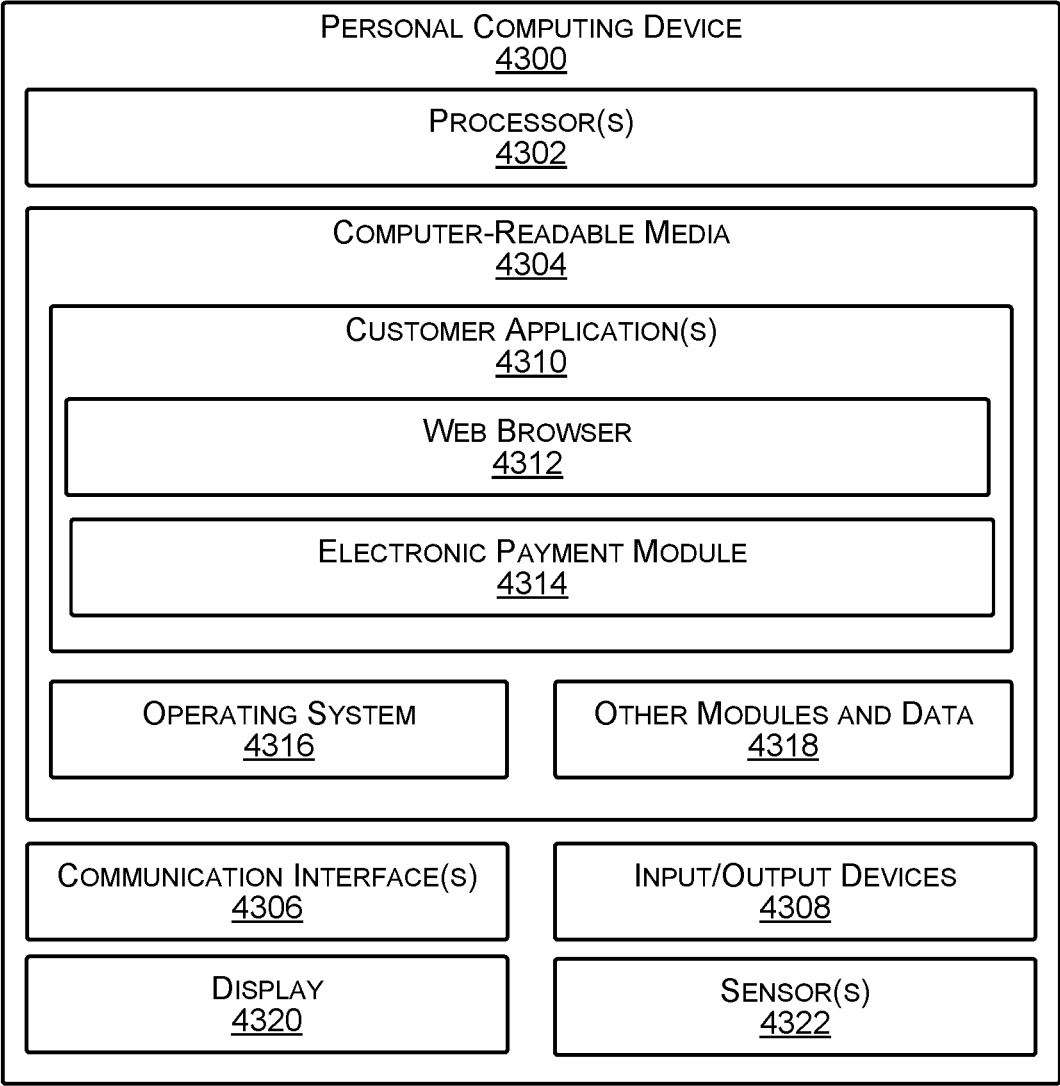 Personal Computing Device
4300
Processor(s)
4302
Computer-Readable Media
4304
Customer Application(s)
4310
Web Browser
4312
Electronic Payment Module
4314
Operating System
4316
Other Modules and Data
4318
Communication Interface(s)
4306
Input/Output Devices
4308
Display
4320
Sensor(s)
4322